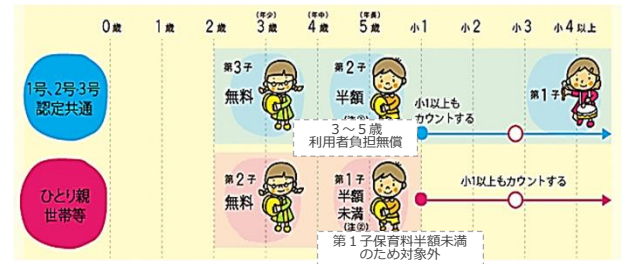 0歳 1歳 2歳 (年少) 3歳 (年中) 4歳 (年長) 5歳 小1 小2 小3 小4以上
1号、2号・3号
認定共通
第3子
無料
第2子
半額
(注①)
小1以上も
カウントする
第1子
3～5歳
利用者負担無償
ひとり親
世帯等
第2子
無料
第1子
半額
未満
(注②)
小1以上もカウントする
第1子保育料半額未満
のため対象外